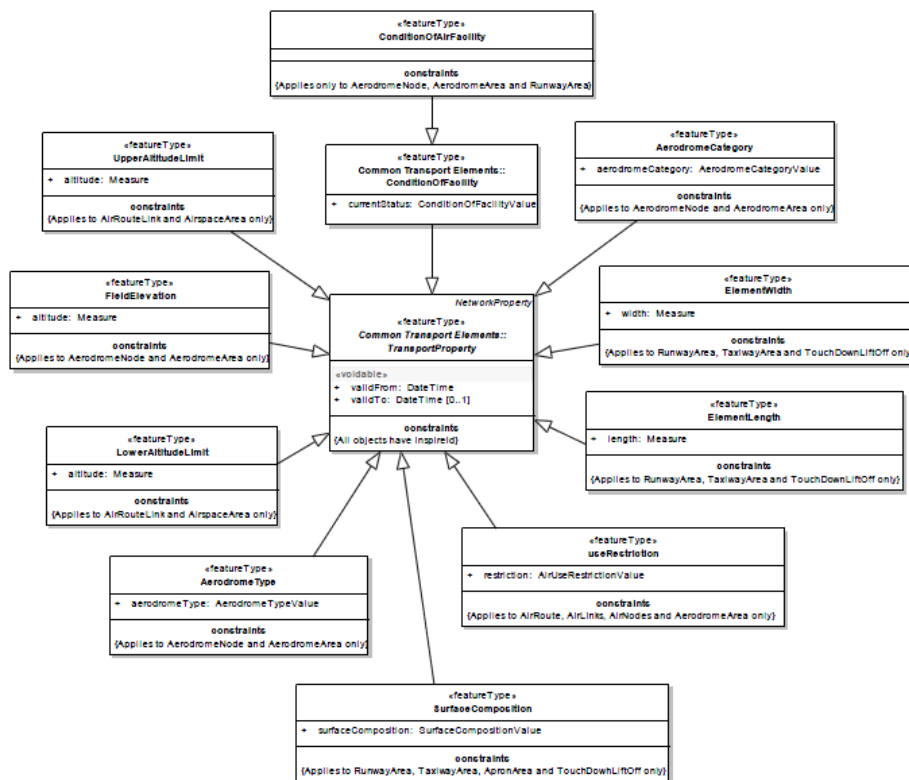 «featureType»
ConditionOfAirFacility
constraints
{Applies only to AerodromeNode, AerodromeArea and RunwayArea}
«featureType»
UpperAltitudeLimit
+ altitude: Measure
constraints
{Applies to AirRouteLink and AirspaceArea only}
«featureType»
Common Transport Elements::
ConditionOfFacility
+ currentStatus: ConditionOfFacilityValue
«featureType»
AerodromeCategory
+ aerodromeCategory: AerodromeCategoryValue
constraints
{Applies to AerodromeNode and AerodromeArea only}
«featureType»
FieldElevation
+ altitude: Measure
constraints
{Applies to AerodromeNode and AerodromeArea only}
NetworkProperty
«featureType»
Common Transport Elements::
TransportProperty
«voidable»
+ validFrom: DateTime
+ validTo: DateTime [0..1]
constraints
{All objects have inspireId}
«featureType»
ElementWidth
+ width: Measure
constraints
{Applies to RunwayArea, TaxiwayArea and TouchDownLiftOff only}
«featureType»
ElementLength
+ length: Measure
constraints
{Applies to RunwayArea, TaxiwayArea and TouchDownLiftOff only}
«featureType»
LowerAltitudeLimit
+ altitude: Measure
constraints
{Applies to AirRouteLink and AirspaceArea only}
«featureType»
AerodromeType
+ aerodromeType: AerodromeTypeValue
constraints
{Applies to AerodromeNode and AerodromeArea only}
«featureType»
useRestriction
+ restriction: AirUseRestrictionValue
constraints
{Applies to AirRoute, AirLinks, AirNodes and AerodromeArea only}
«featureType»
SurfaceComposition
+ surfaceComposition: SurfaceCompositionValue
constraints
{Applies to RunwayArea, TaxiwayArea, ApronArea and TouchDownLiftOff only}